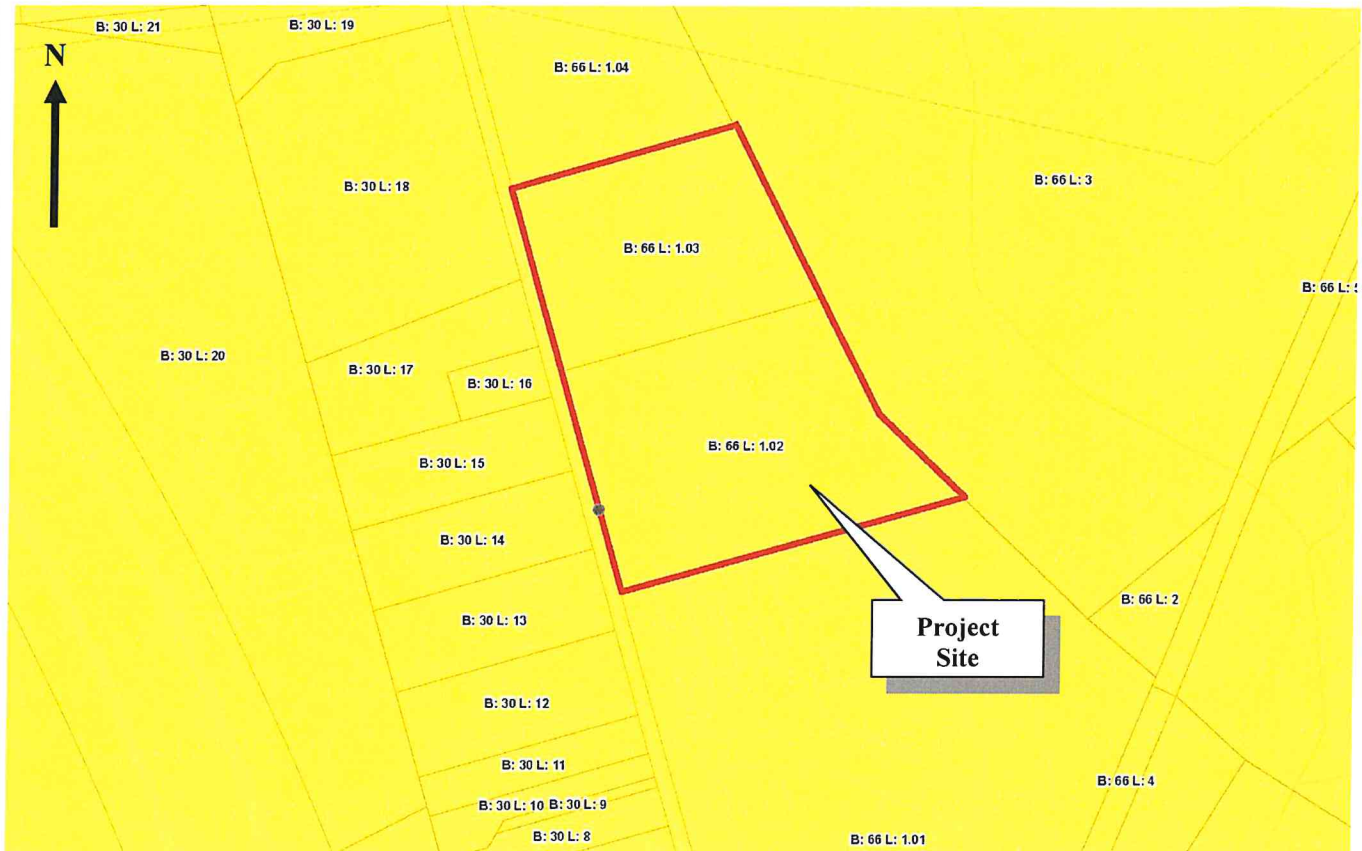 B: 30 L: 21
B: 30 L: 19
N
B: 66 L: 1.04
B: 30 L: 18
B: 66 L: 3
B: 66 L: 1.03
B: 66 L:
B: 30 L: 20
B: 30 L: 17
B: 30 L: 16
B: 66 L: 1.02
B: 30 L: 15
B: 30 L: 14
B: 66 L: 2
B: 30 L: 13
Project
Site
B: 30 L: 12
B: 30 L: 11
B: 66 L: 4
B: 30 L: 10
B: 30 L: 9
B: 30 L: 8
B: 66 L: 1.01